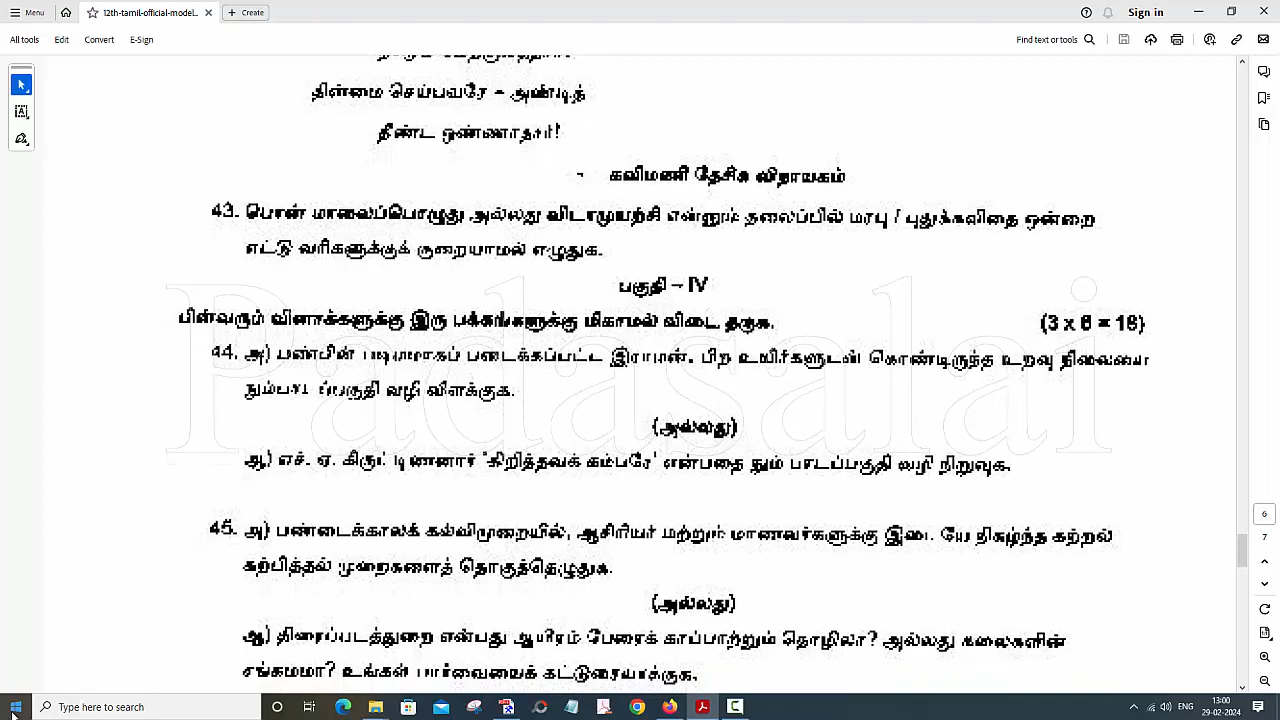 Menu
12th-tamil-official-model...
Create
Sign in
All tools Edit Convert E-Sign
Find text or tools
தின்மை செய்பவரே - அண்டித்
தீண்ட ஒண்ணாதார்!
- கவிமணி தேசிக விநாயகம்
43. பொன் மாலைப்பொழுது அல்லது விடாமுயற்சி என்னும் தலைப்பில் மரபு / புதுக்கவிதை ஒன்றை
எட்டு வரிகளுக்குக் குறையாமல் எழுதுக.
பகுதி – IV
பின்வரும் வினாக்களுக்கு இரு பக்கங்களுக்கு மிகாமல் விடை தருக. (3 x 6 = 18)
44. அ) பண்பின் படிமமாகப் படைக்கப்பட்ட இராமன், பிற உயிர்களுடன் கொண்டிருந்த உறவு நிலையை
நும்பாடப்பகுதி வழி விளக்குக.
(அல்லது)
ஆ) எச். ஏ. கிருட்டிணனார் 'கிறித்தவக் கம்பரே' என்பதை நும் பாடப்பகுதி வழி நிறுவுக.
45. அ) பண்டைக்காலக் கல்விமுறையில், ஆசிரியர் மற்றும் மாணவர்களுக்கு இடையே நிகழ்ந்த கற்றல்
கற்பித்தல் முறைகளைத் தொகுத்தெழுதுக.
(அல்லது)
ஆ) திரைப்படத்துறை என்பது ஆயிரம் பேரைக் காப்பாற்றும் தொழிலா? அல்லது கலைகளின்
சங்கமமா? உங்கள் பார்வையைக் கட்டுரையாக்குக.
Padasalai
6
7
Type here to search
ENG
13:00
29-02-2024